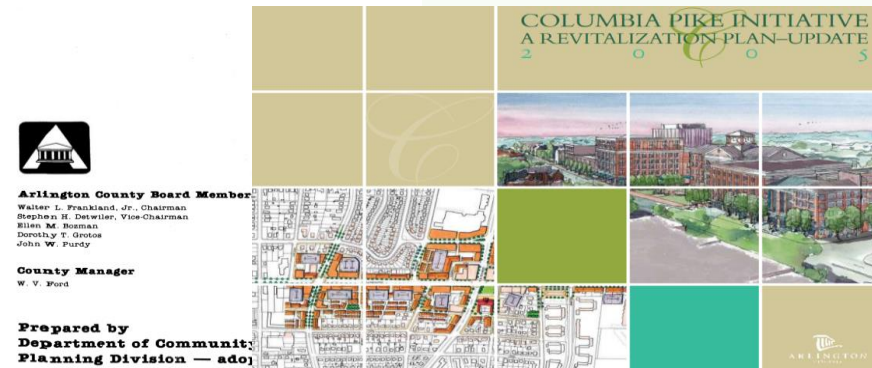 Arlington County Board Member
Walter L. Frankland, Jr., Chairman
Stephen H. Detwiler, Vice-Chairman
Ellen M. Bozman
Dorothy T. Grotos
John W. Purdy
County Manager
W. V. Ford
Prepared by
Department of Community
Planning Division — adop
COLUMBIA PIKE INITIATIVE
A REVITALIZATION PLAN–UPDATE
2 0 0 5
ARLINGTON